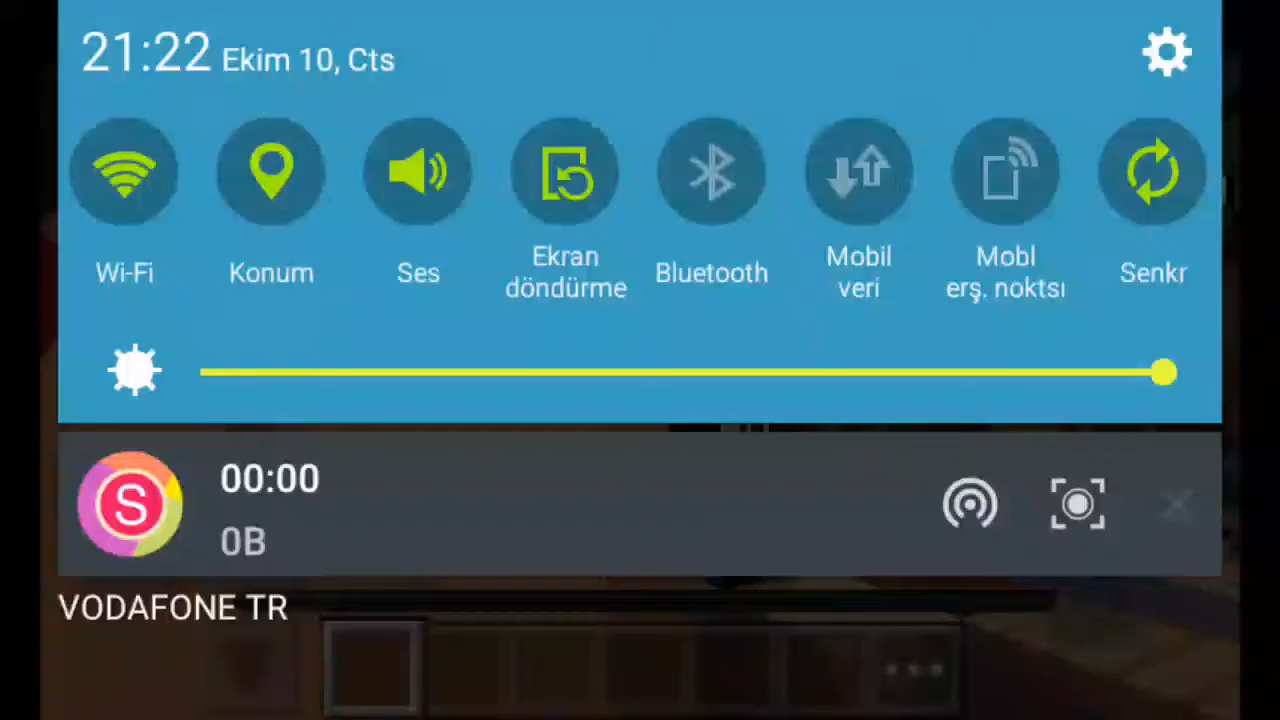 21:22 Ekim 10, Cts
Wi-Fi
Konum
Ses
Ekran
döndürme
Bluetooth
Mobil
veri
Mobl
erş. noktsı
Senkr
S
00:00
0B
VODAFONE TR